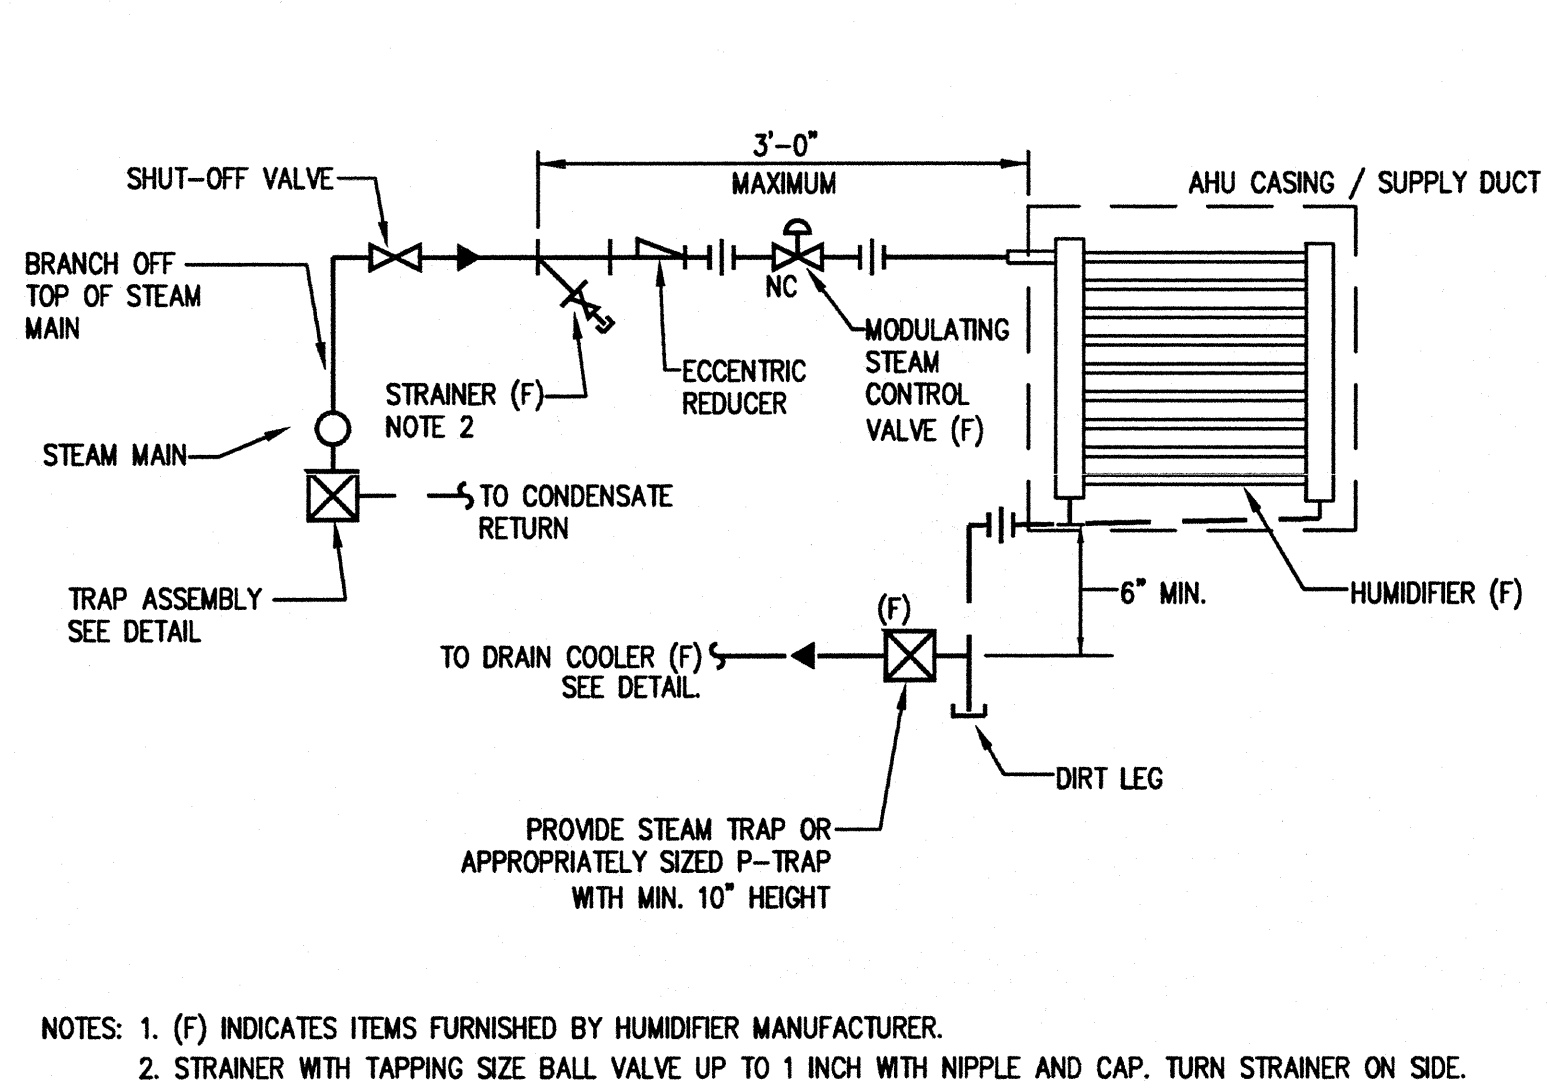 3'-0"
MAXIMUM
SHUT-OFF VALVE
AHU CASING / SUPPLY DUCT
BRANCH OFF
TOP OF STEAM
MAIN
NC
MODULATING
STEAM
CONTROL
VALVE (F)
ECCENTRIC
REDUCER
STRAINER (F)
NOTE 2
STEAM MAIN
TO CONDENSATE
RETURN
TRAP ASSEMBLY
SEE DETAIL
6" MIN.
HUMIDIFIER (F)
(F)
TO DRAIN COOLER (F)
SEE DETAIL.
DIRT LEG
PROVIDE STEAM TRAP OR
APPROPRIATELY SIZED P-TRAP
WITH MIN. 10" HEIGHT
NOTES: 1. (F) INDICATES ITEMS FURNISHED BY HUMIDIFIER MANUFACTURER.
2. STRAINER WITH TAPPING SIZE BALL VALVE UP TO 1 INCH WITH NIPPLE AND CAP. TURN STRAINER ON SIDE.